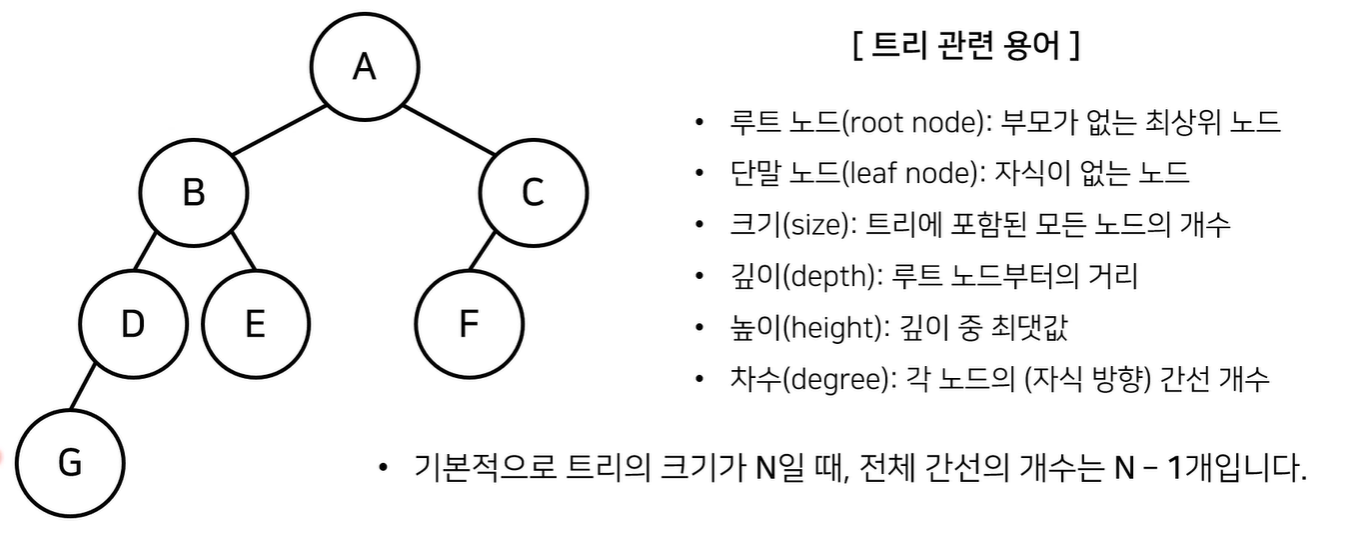 A
B
C
D
E
F
G
[ 트리 관련 용어 ]
• 루트 노드(root node): 부모가 없는 최상위 노드
• 단말 노드(leaf node): 자식이 없는 노드
• 크기(size): 트리에 포함된 모든 노드의 개수
• 깊이(depth): 루트 노드부터의 거리
• 높이(height): 깊이 중 최댓값
• 차수(degree): 각 노드의 (자식 방향) 간선 개수
• 기본적으로 트리의 크기가 N일 때, 전체 간선의 개수는 N – 1개입니다.